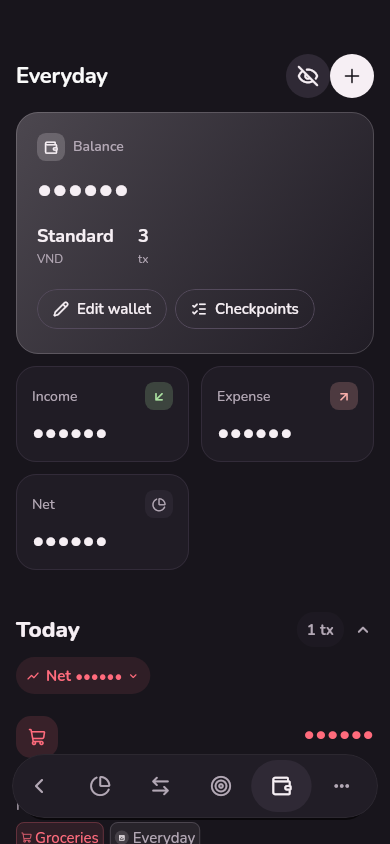 Everyday
Balance
●●●●●●
Standard 3
VND tx
Edit wallet Checkpoints
Income Expense
●●●●●● ●●●●●●
Net
●●●●●●
Today 1 tx
Net ●●●●●●
●●●●●●
Groceries Everyday